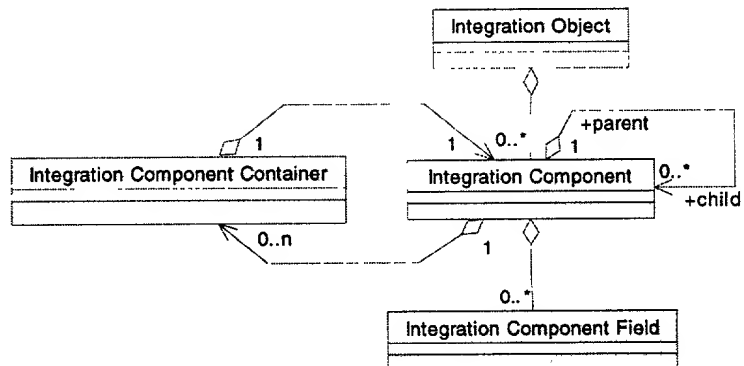 Integration Object
+parent
1
1
0..*
1
0..*
Integration Component Container
Integration Component
+child
0..n
1
0..*
Integration Component Field